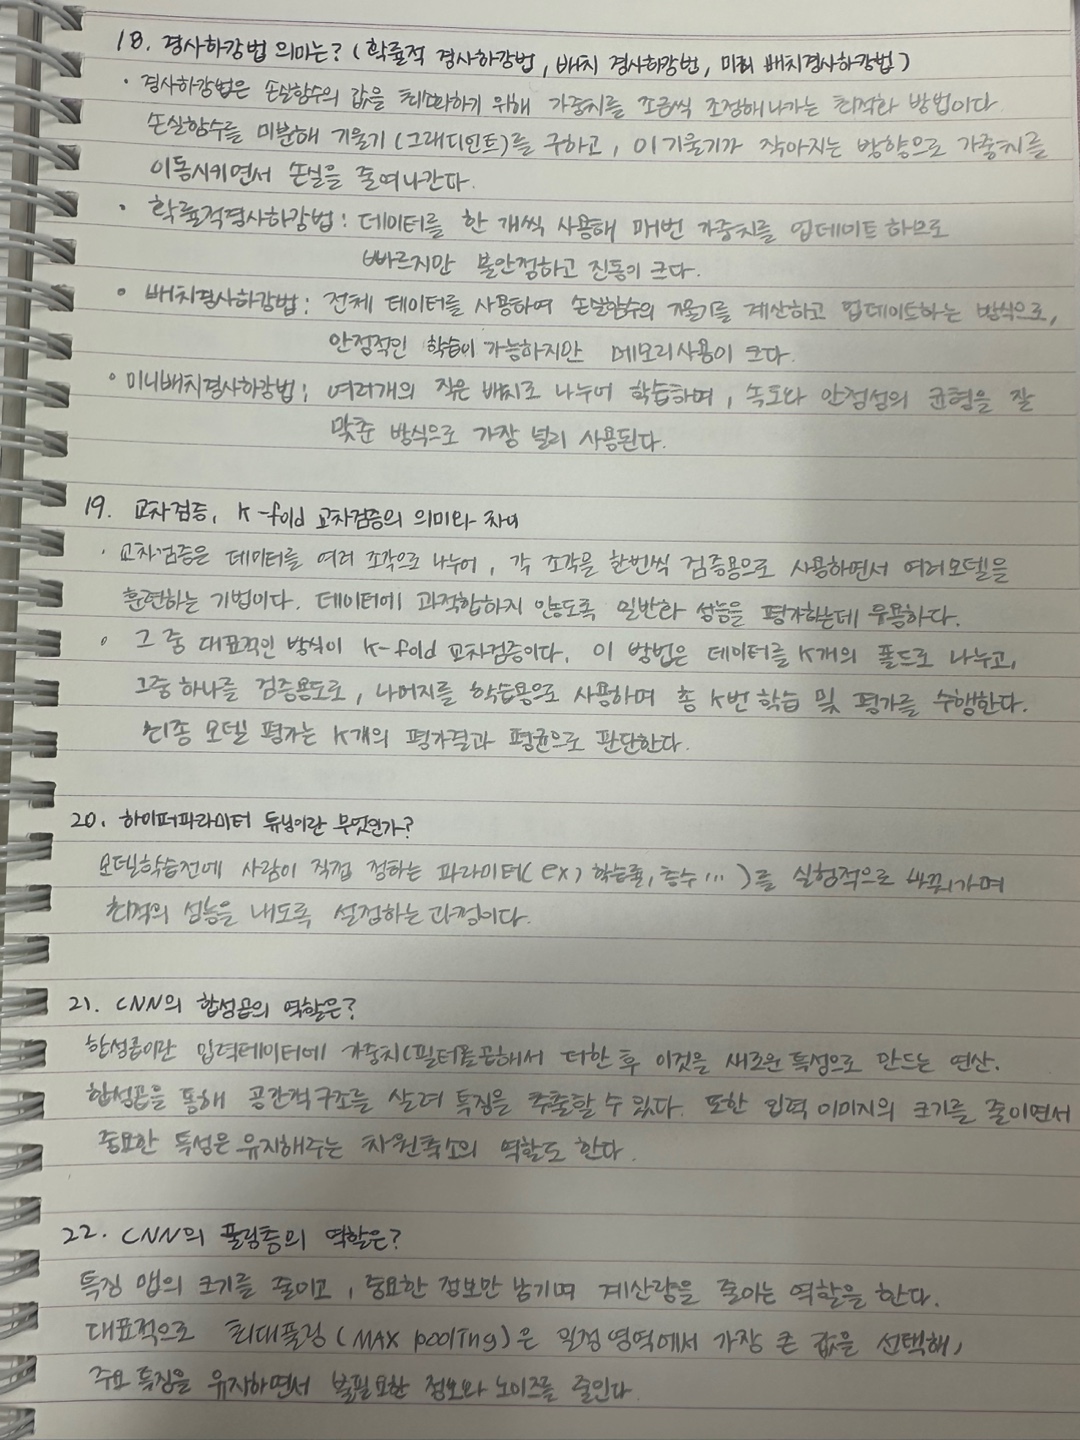 18. 경사하강법 의미는? (확률적 경사하강법, 배치 경사하강법, 미니 배치경사하강법)
· 경사하강법은 손실함수의 값을 최소화하기 위해 가중치를 조금씩 조정해나가는 최적화 방법이다.
손실함수를 미분해 기울기(그래디언트)를 구하고, 이 기울기가 작아지는 방향으로 가중치를
이동시키면서 손실을 줄여나간다.
· 확률적경사하강법: 데이터를 한 개씩 사용해 매번 가중치를 업데이트 하므로
빠르지만 불안정하고 진동이 크다.
· 배치경사하강법: 전체 데이터를 사용하여 손실함수의 기울기를 계산하고 업데이트하는 방식으로,
안정적인 학습이 가능하지만 메모리사용이 크다.
· 미니배치경사하강법: 여러개의 작은 배치로 나누어 학습하며, 속도와 안정성의 균형을 잘
맞춘 방식으로 가장 널리 사용된다.
19. 교차검증, K-fold 교차검증의 의미와 차이
· 교차검증은 데이터를 여러 조각으로 나누어, 각 조각을 한번씩 검증용으로 사용하면서 여러모델을
훈련하는 기법이다. 데이터에 과적합하지 않도록 일반화 성능을 평가하는데 유용하다.
· 그 중 대표적인 방식이 K-fold 교차검증이다. 이 방법은 데이터를 K개의 폴드로 나누고,
그중 하나를 검증용도로, 나머지를 학습용으로 사용하며 총 K번 학습 및 평가를 수행한다.
최종 모델 평가는 K개의 평가결과 평균으로 판단한다.
20. 하이퍼파라미터 튜닝이란 무엇인가?
모델학습전에 사람이 직접 정하는 파라미터(ex) 학습률, 층수...)를 실험적으로 바꿔가며
최적의 성능을 내도록 설정하는 과정이다.
21. CNN의 합성곱의 역할은?
합성곱이란 입력데이터에 가중치(필터)를곱해서 더한 후 이것을 새로운 특성으로 만드는 연산.
합성곱을 통해 공간적구조를 살려 특징을 추출할 수 있다. 또한 입력 이미지의 크기를 줄이면서
중요한 특성은 유지해주는 차원축소의 역할도 한다.
22. CNN의 풀링층의 역할은?
특징 맵의 크기를 줄이고, 중요한 정보만 남기며 계산량을 줄이는 역할을 한다.
대표적으로 최대풀링(MAX pooling)은 일정 영역에서 가장 큰 값을 선택해,
주요 특징을 유지하면서 불필요한 정보와 노이즈를 줄인다.